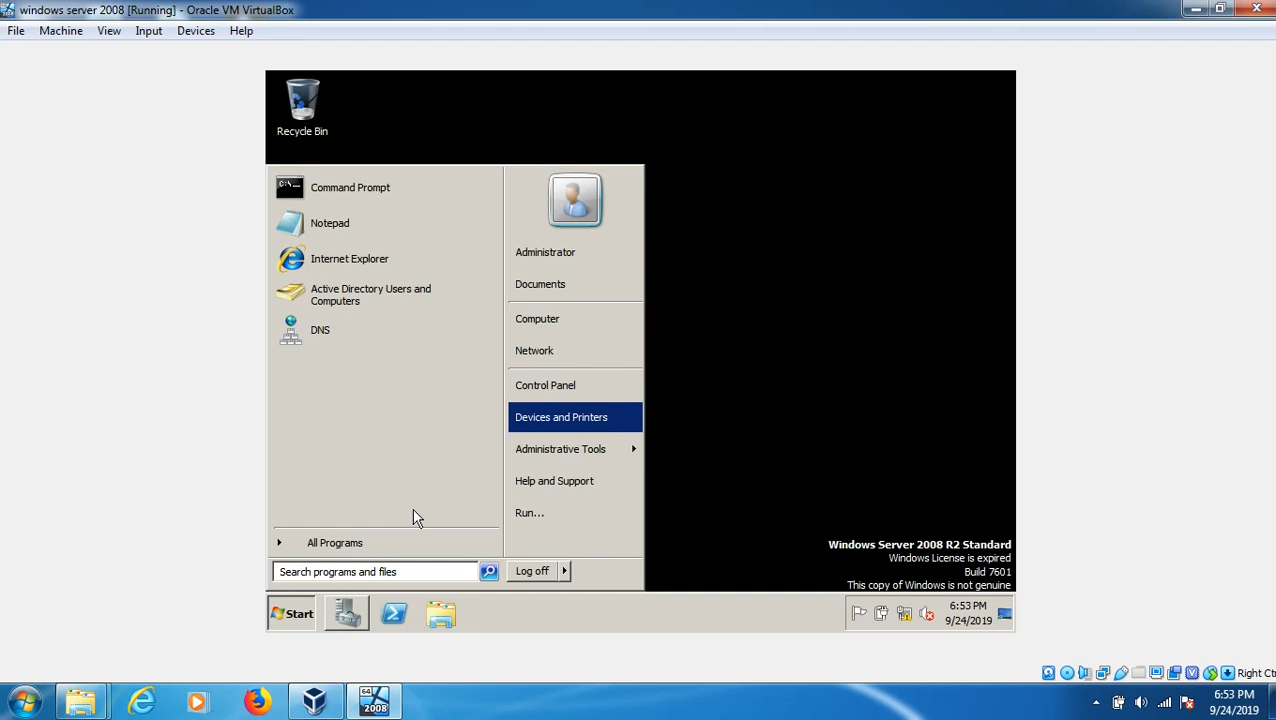 windows server 2008 [Running] - Oracle VM VirtualBox
File Machine View Input Devices Help
Recycle Bin
Command Prompt
Notepad
Internet Explorer
Active Directory Users and
Computers
DNS
All Programs
Search programs and files
Administrator
Documents
Computer
Network
Control Panel
Devices and Printers
Administrative Tools
Help and Support
Run...
Log off
Windows Server 2008 R2 Standard
Windows License is expired
Build 7601
This copy of Windows is not genuine
Start
6:53 PM
9/24/2019
Right Ct
64
2008
6:53 PM
9/24/2019